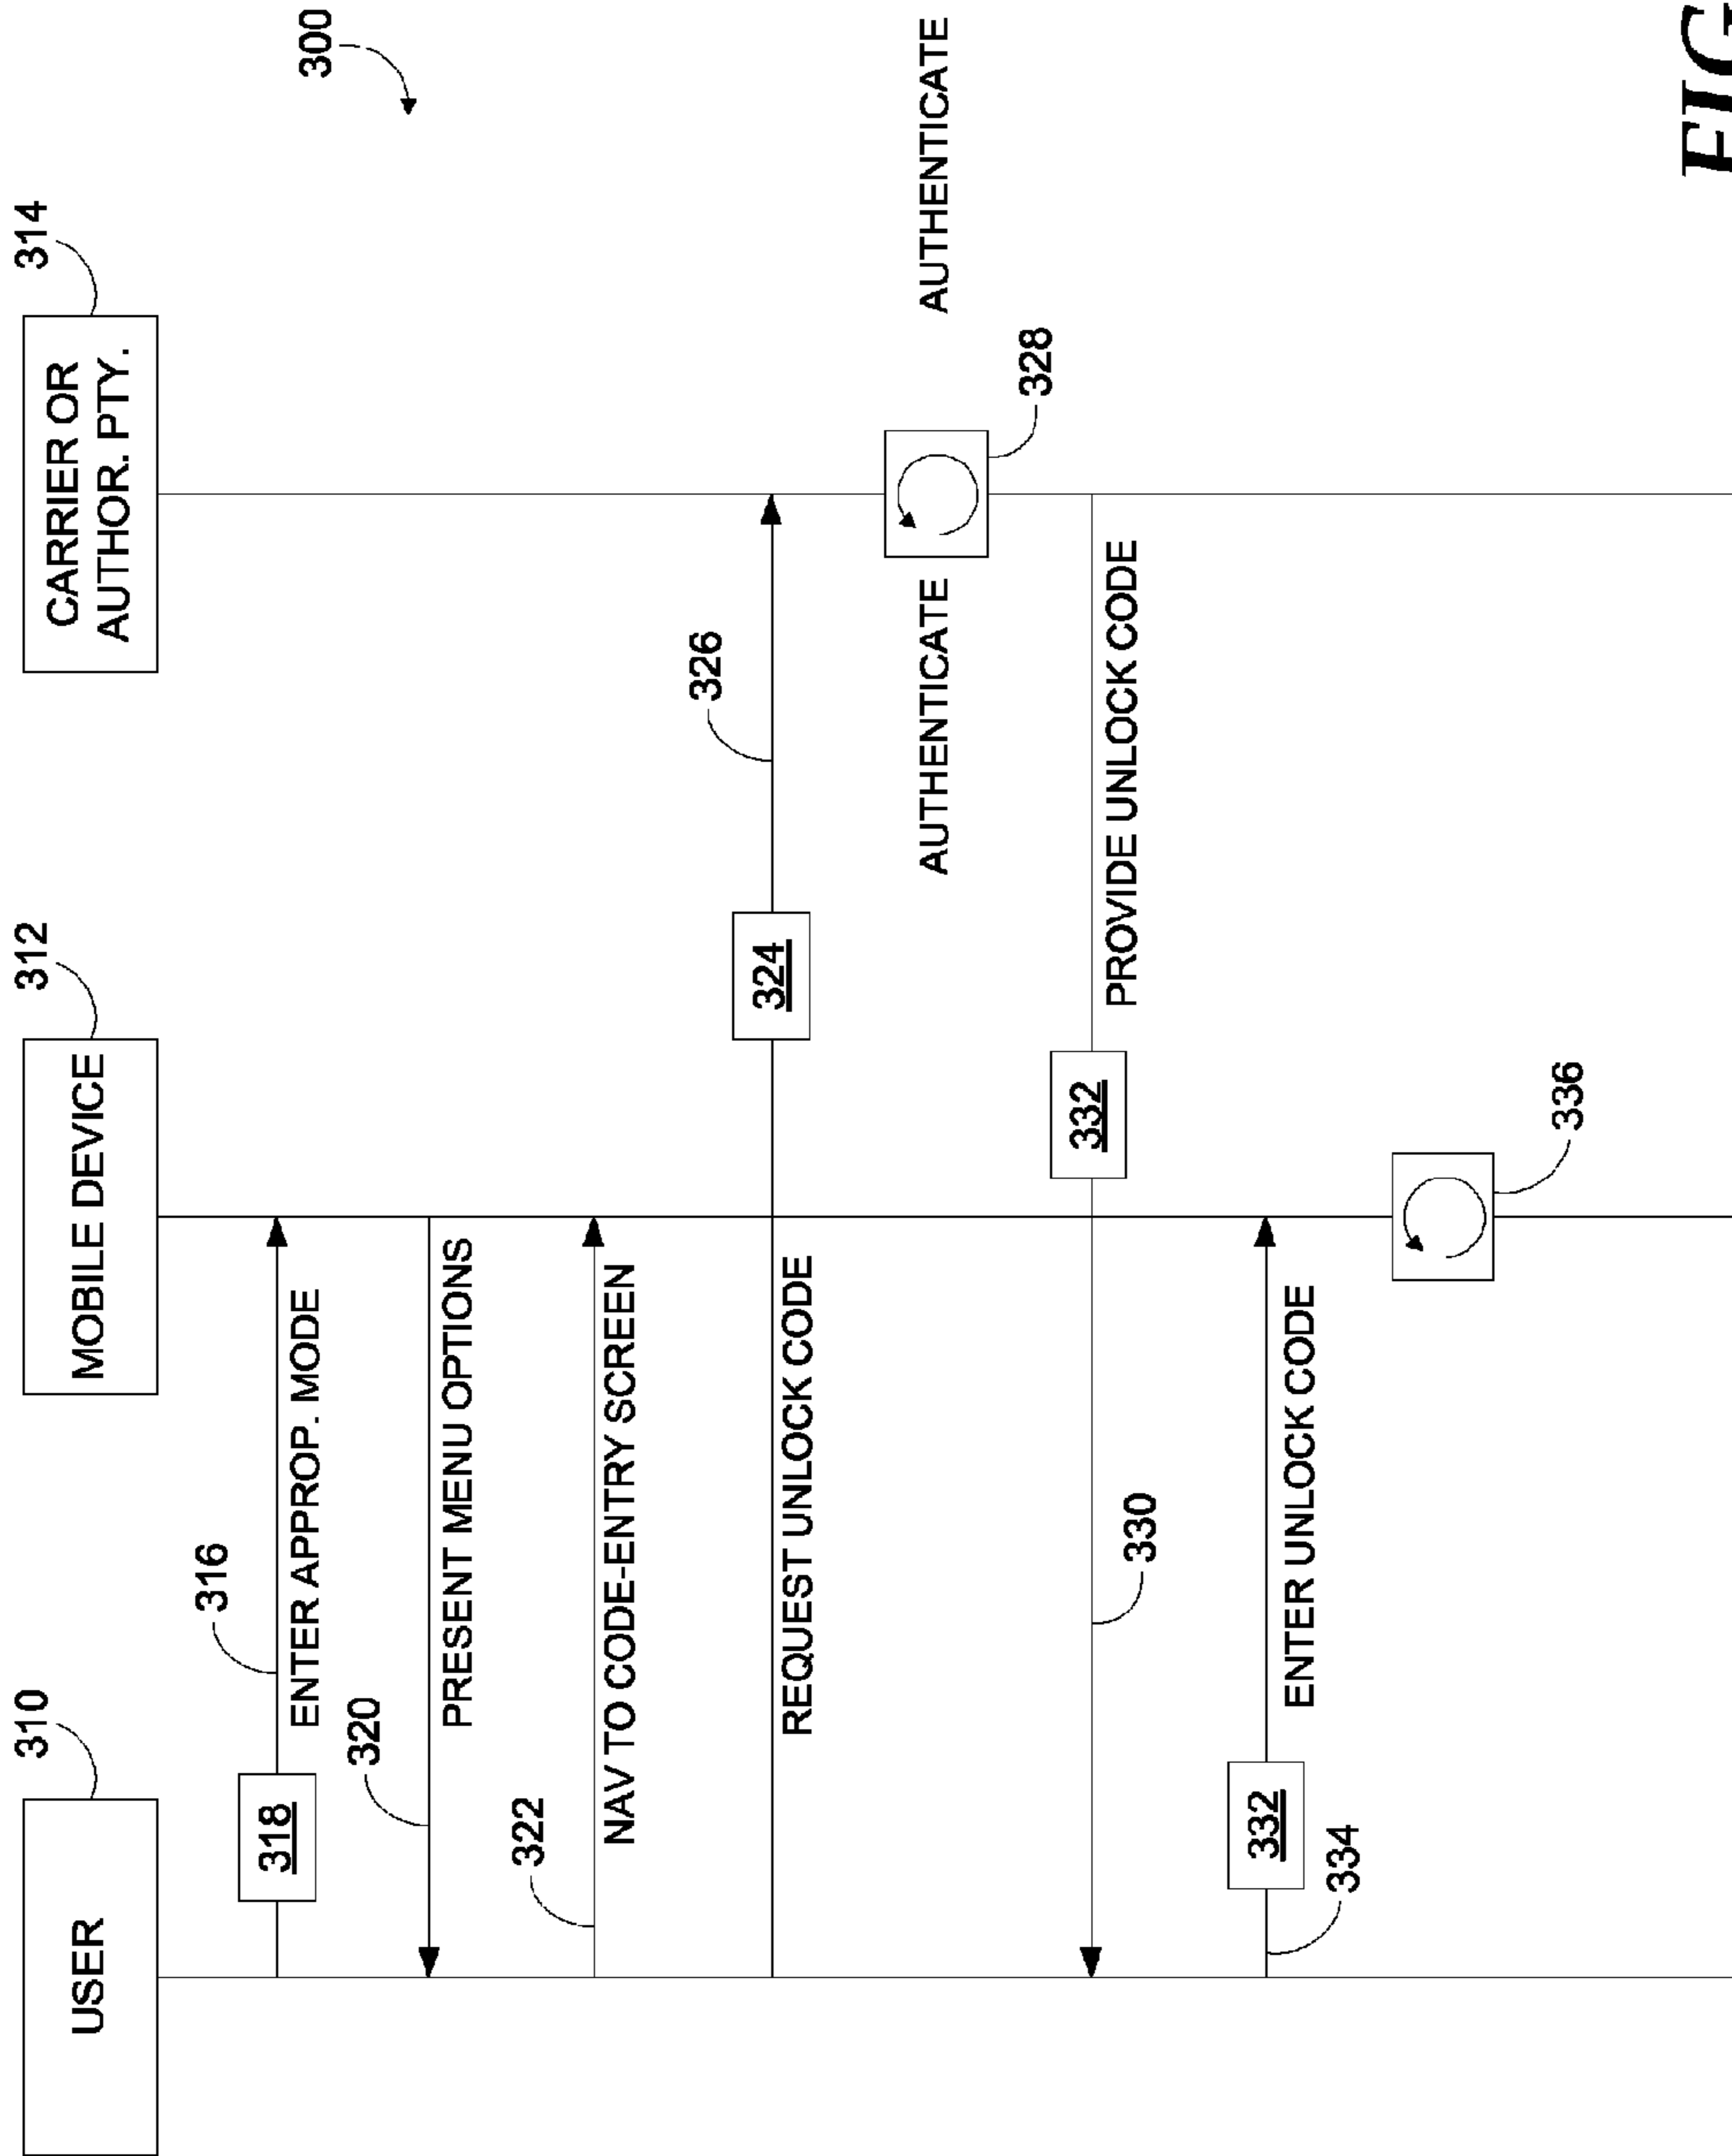 300
310
USER
312
MOBILE DEVICE
314
CARRIER OR
AUTHOR. PTY.
316
318
ENTER APPROP. MODE
320
PRESENT MENU OPTIONS
322
NAV TO CODE-ENTRY SCREEN
324
326
REQUEST UNLOCK CODE
AUTHENTICATE
AUTHENTICATE
328
330
332
PROVIDE UNLOCK CODE
332
334
ENTER UNLOCK CODE
336
FIG